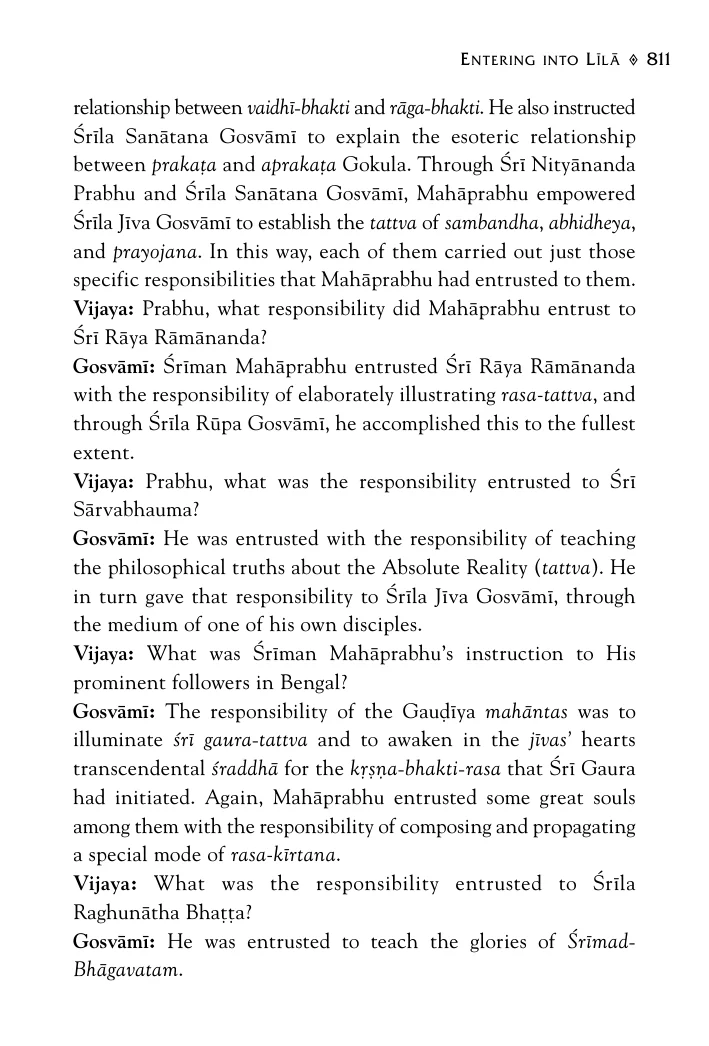 Entering into Līlā ◊ 811
relationship between vaidhī-bhakti and rāga-bhakti. He also instructed
Śrīla Sanātana Gosvāmī to explain the esoteric relationship
between prakaṭa and aprakaṭa Gokula. Through Śrī Nityānanda
Prabhu and Śrīla Sanātana Gosvāmī, Mahāprabhu empowered
Śrīla Jīva Gosvāmī to establish the tattva of sambandha, abhidheya,
and prayojana. In this way, each of them carried out just those
specific responsibilities that Mahāprabhu had entrusted to them.
Vijaya: Prabhu, what responsibility did Mahāprabhu entrust to
Śrī Rāya Rāmānanda?
Gosvāmī: Śrīman Mahāprabhu entrusted Śrī Rāya Rāmānanda
with the responsibility of elaborately illustrating rasa-tattva, and
through Śrīla Rūpa Gosvāmī, he accomplished this to the fullest
extent.
Vijaya: Prabhu, what was the responsibility entrusted to Śrī
Sārvabhauma?
Gosvāmī: He was entrusted with the responsibility of teaching
the philosophical truths about the Absolute Reality (tattva). He
in turn gave that responsibility to Śrīla Jīva Gosvāmī, through
the medium of one of his own disciples.
Vijaya: What was Śrīman Mahāprabhu's instruction to His
prominent followers in Bengal?
Gosvāmī: The responsibility of the Gauḍīya mahāntas was to
illuminate śrī gaura-tattva and to awaken in the jīvas' hearts
transcendental śraddhā for the kṛṣṇa-bhakti-rasa that Śrī Gaura
had initiated. Again, Mahāprabhu entrusted some great souls
among them with the responsibility of composing and propagating
a special mode of rasa-kīrtana.
Vijaya: What was the responsibility entrusted to Śrīla
Raghunātha Bhaṭṭa?
Gosvāmī: He was entrusted to teach the glories of Śrīmad-
Bhāgavatam.